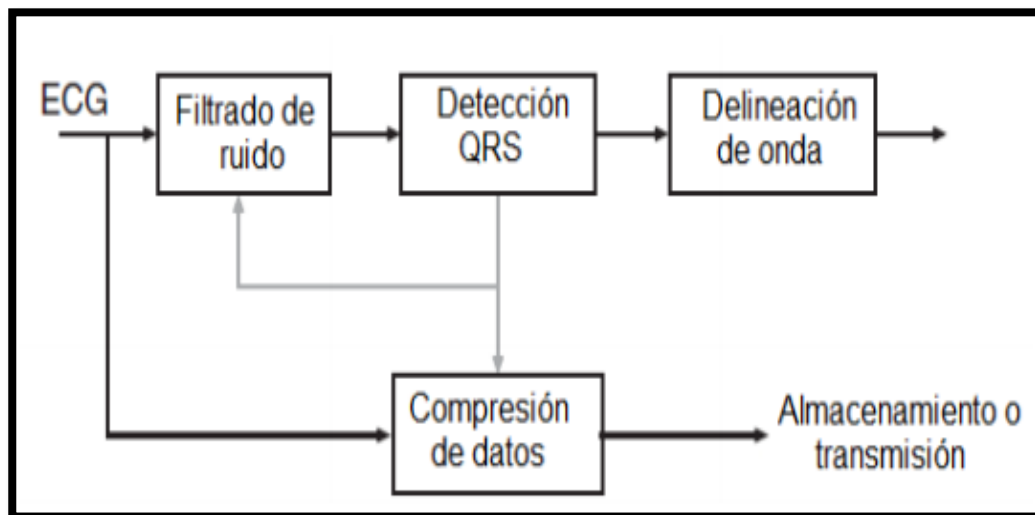 ECG
Filtrado de
ruido
Detección
QRS
Delineación
de onda
Compresión
de datos
Almacenamiento o
transmisión